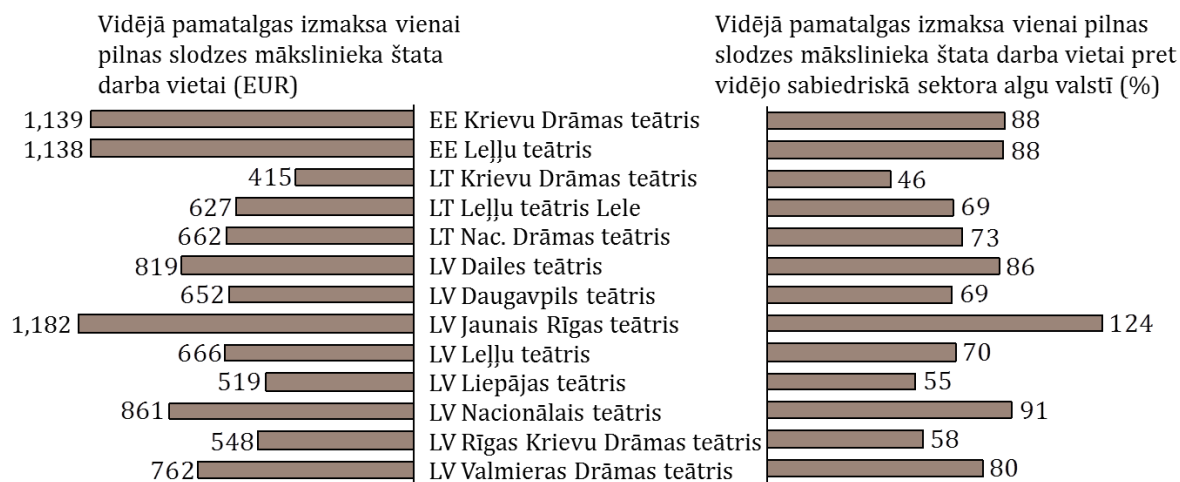 Vidējā pamatalgas izmaksa vienai
pilnas slodzes mākslinieka štata
darba vietai (EUR)
Vidējā pamatalgas izmaksa vienai pilnas
slodzes mākslinieka štata darba vietai pret
vidējo sabiedriskā sektora algu valstī (%)
1,139 EE Krievu Drāmas teātris 88
1,138 EE Leļļu teātris 88
415 LT Krievu Drāmas teātris 46
627 LT Leļļu teātris Lele 69
662 LT Nac. Drāmas teātris 73
819 LV Dailes teātris 86
652 LV Daugavpils teātris 69
1,182 LV Jaunais Rīgas teātris 124
666 LV Leļļu teātris 70
519 LV Liepājas teātris 55
861 LV Nacionālais teātris 91
548 LV Rīgas Krievu Drāmas teātris 58
762 LV Valmieras Drāmas teātris 80